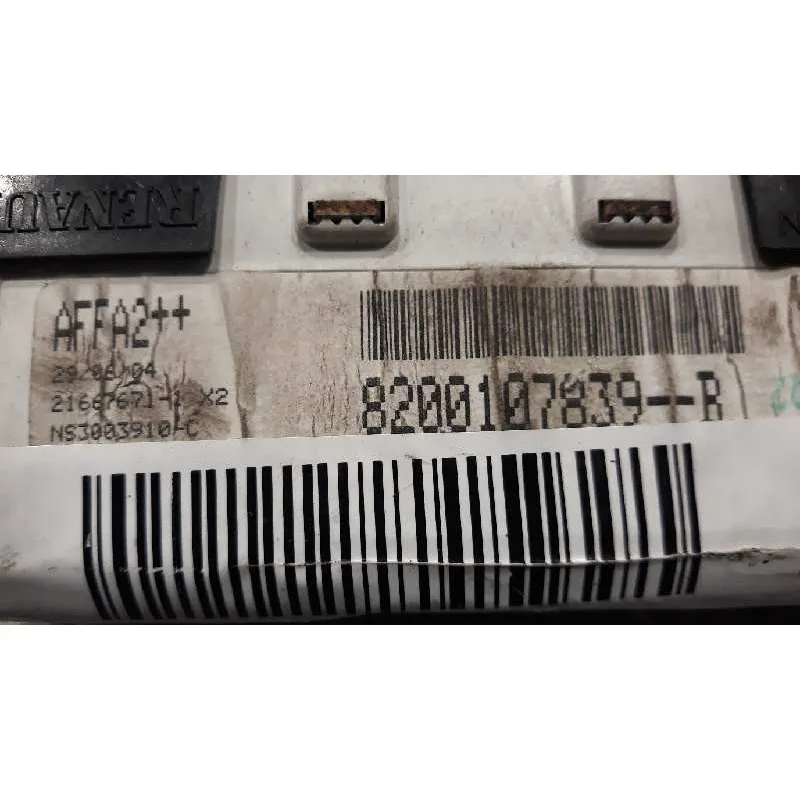 RENAU
N
AFFA2++
29/06/04
21667671-1 X2
NS3003910-C
8200107839--B